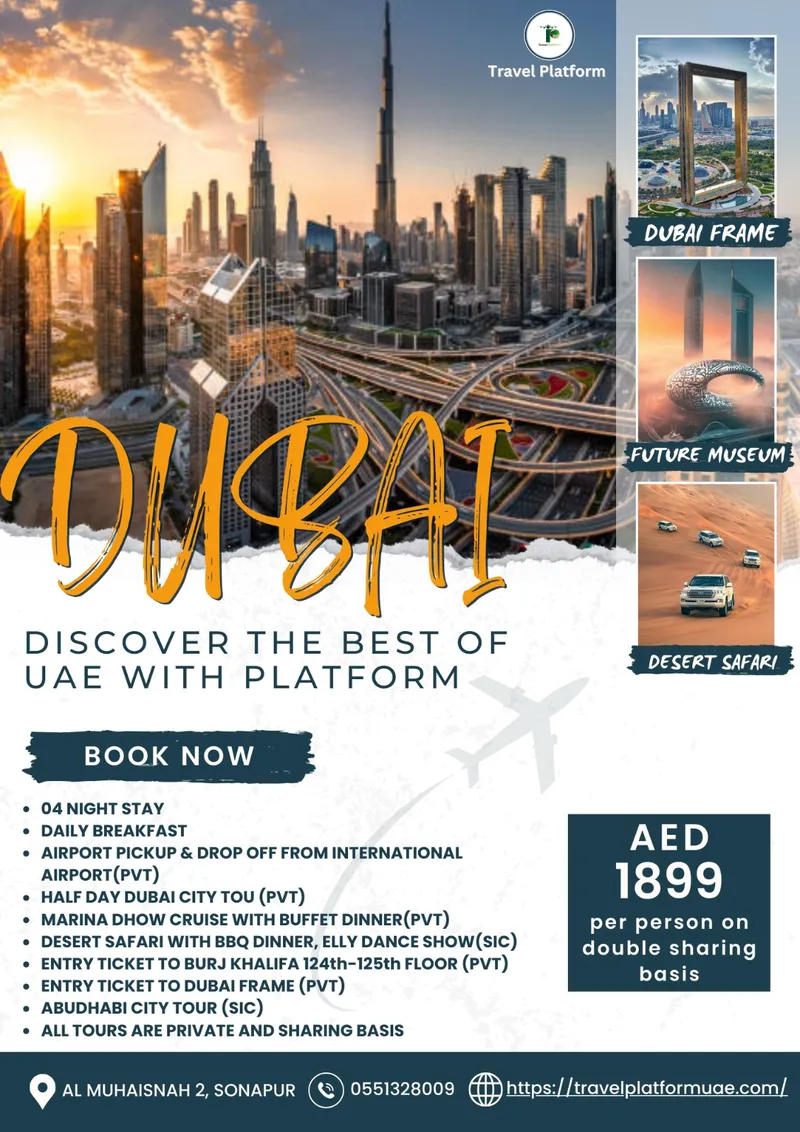 Travel Platform
DUBAI FRAME
FUTURE MUSEUM
DESERT SAFARI
DUBAI
DISCOVER THE BEST OF
UAE WITH PLATFORM
BOOK NOW
• 04 NIGHT STAY
• DAILY BREAKFAST
• AIRPORT PICKUP & DROP OFF FROM INTERNATIONAL
AIRPORT(PVT)
• HALF DAY DUBAI CITY TOU (PVT)
• MARINA DHOW CRUISE WITH BUFFET DINNER(PVT)
• DESERT SAFARI WITH BBQ DINNER, ELLY DANCE SHOW(SIC)
• ENTRY TICKET TO BURJ KHALIFA 124th-125th FLOOR (PVT)
• ENTRY TICKET TO DUBAI FRAME (PVT)
• ABUDHABI CITY TOUR (SIC)
• ALL TOURS ARE PRIVATE AND SHARING BASIS
AED
1899
per person on
double sharing
basis
AL MUHAISNAH 2, SONAPUR
0551328009
https://travelplatformuae.com/